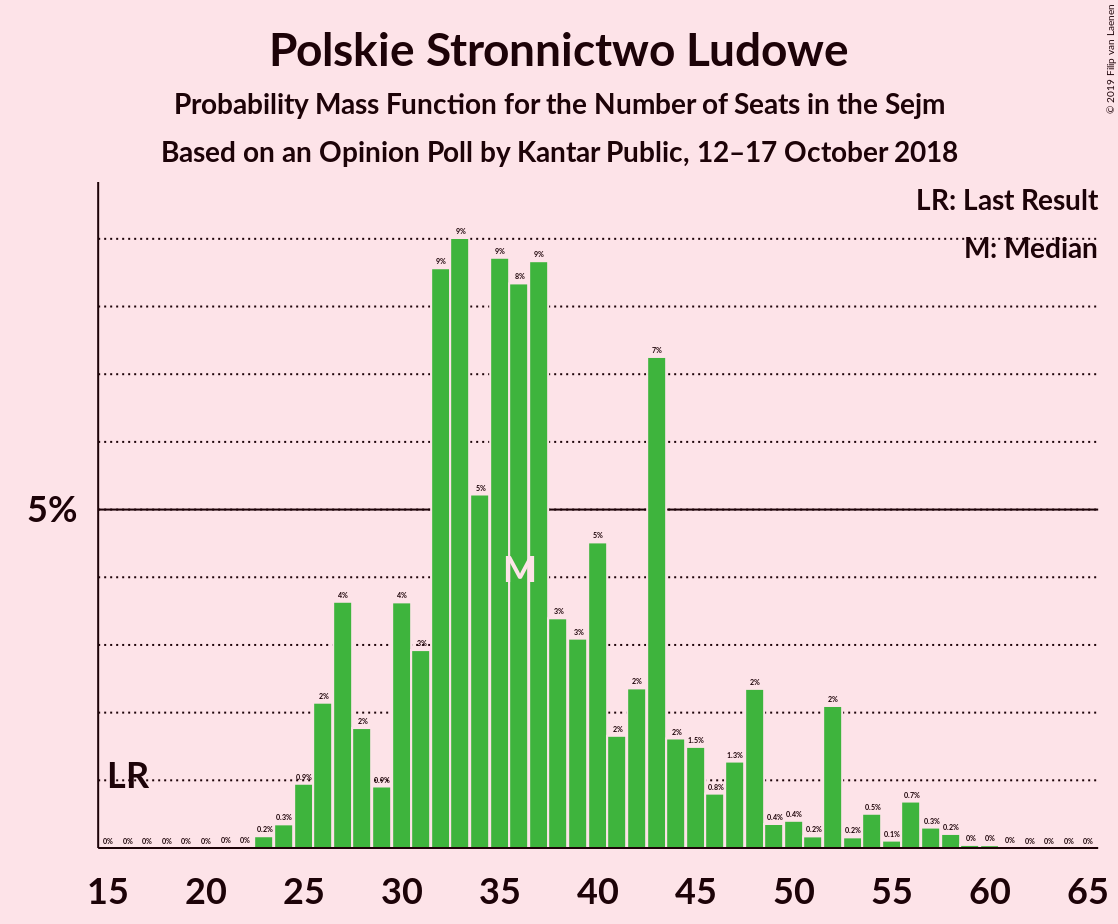 Polskie Stronnictwo Ludowe
Probability Mass Function for the Number of Seats in the Sejm
Based on an Opinion Poll by Kantar Public, 12–17 October 2018
© 2019 Filip van Laenen
LR: Last Result
M: Median
5%
LR
M
0% 0% 0% 0% 0% 0% 0% 0% 0.2% 0.3% 0.9% 2% 4% 2% 0.9% 4% 3% 9% 9% 5% 9% 8% 9% 3% 3% 5% 2% 2% 7% 2% 1.5% 0.8% 1.3% 2% 0.4% 0.4% 0.2% 2% 0.2% 0.5% 0.1% 0.7% 0.3% 0.2% 0% 0% 0% 0% 0% 0% 0%
15 20 25 30 35 40 45 50 55 60 65